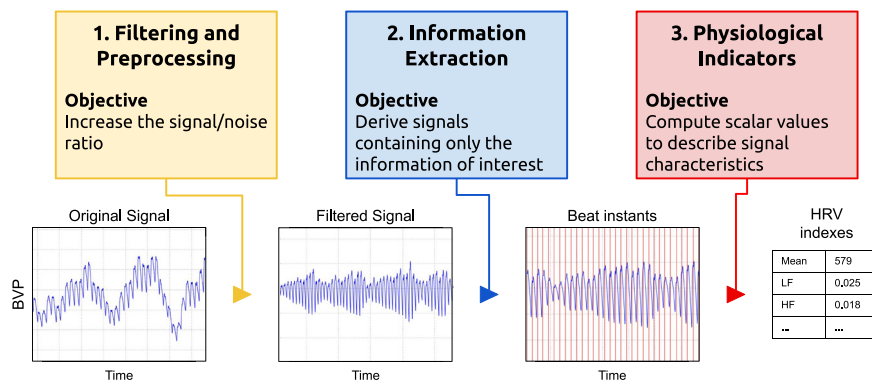 1. Filtering and
Preprocessing
Objective
Increase the signal/noise
ratio
2. Information
Extraction
Objective
Derive signals
containing only the
information of interest
3. Physiological
Indicators
Objective
Compute scalar values
to describe signal
characteristics
Original Signal
BVP
Time
Filtered Signal
Time
Beat instants
Time
HRV
indexes
Mean 579
LF 0.025
HF 0.018
... ...